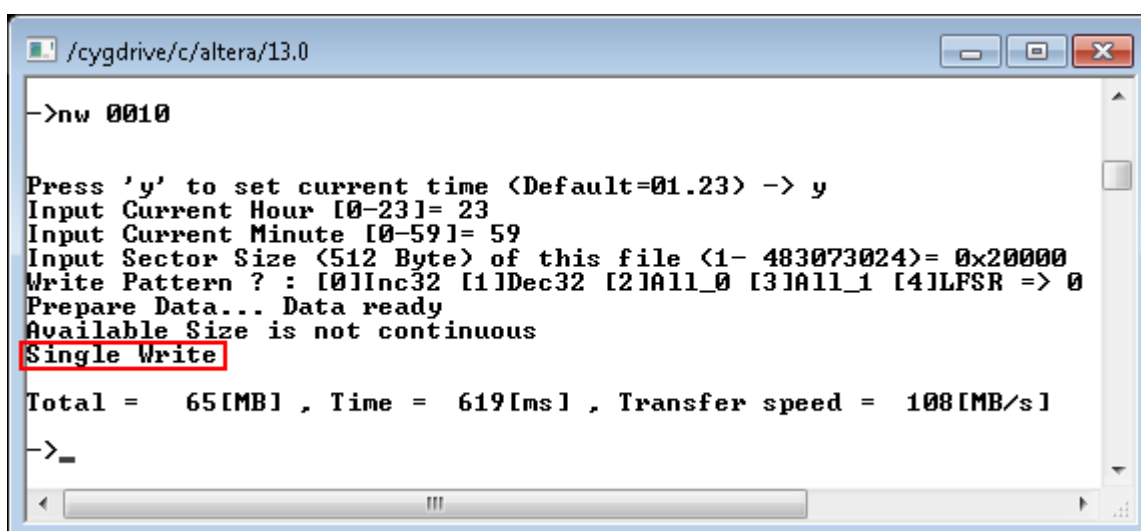 /cygdrive/c/altera/13.0
->nw 0010
Press 'y' to set current time (Default=01.23) -> y
Input Current Hour [0-23]= 23
Input Current Minute [0-59]= 59
Input Sector Size (512 Byte) of this file (1- 483073024)= 0x20000
Write Pattern ? : [0]Inc32 [1]Dec32 [2]All_0 [3]All_1 [4]LFSR => 0
Prepare Data... Data ready
Available Size is not continuous
Single Write
Total =   65[MB] , Time =  619[ms] , Transfer speed =  108[MB/s]
->_